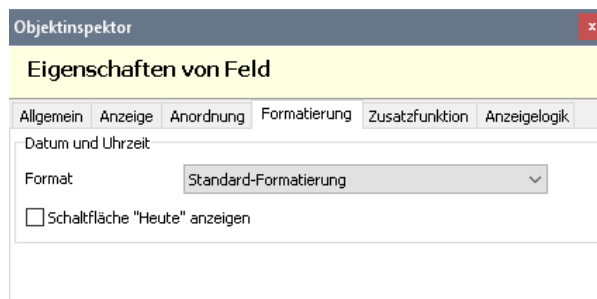 Objektinspektor x
Eigenschaften von Feld
Allgemein Anzeige Anordnung Formatierung Zusatzfunktion Anzeigelogik
Datum und Uhrzeit
Format Standard-Formatierung
Schaltfläche "Heute" anzeigen